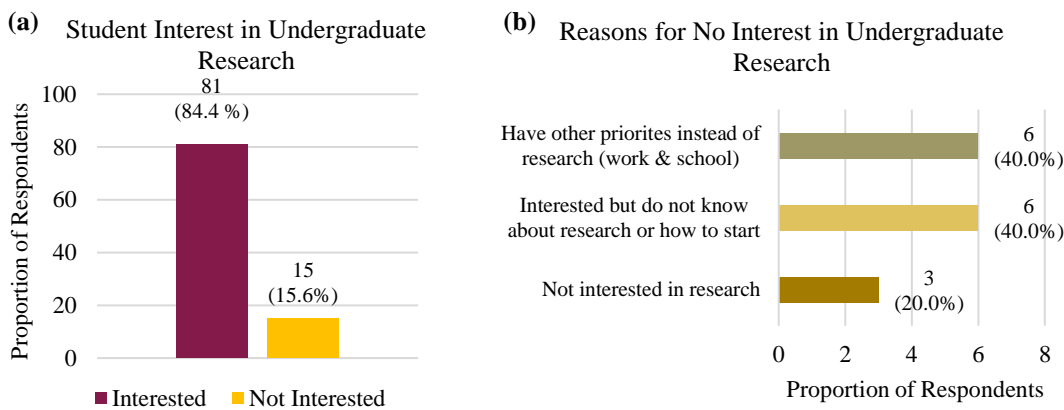 (a)
Student Interest in Undergraduate
Research
Proportion of Respondents
100
80
60
40
20
0
81
(84.4 %)
15
(15.6%)
Interested
Not Interested
(b)
Reasons for No Interest in Undergraduate
Research
Have other priorites instead of
research (work & school)
6
(40.0%)
Interested but do not know
about research or how to start
6
(40.0%)
Not interested in research
3
(20.0%)
0
2
4
6
8
Proportion of Respondents